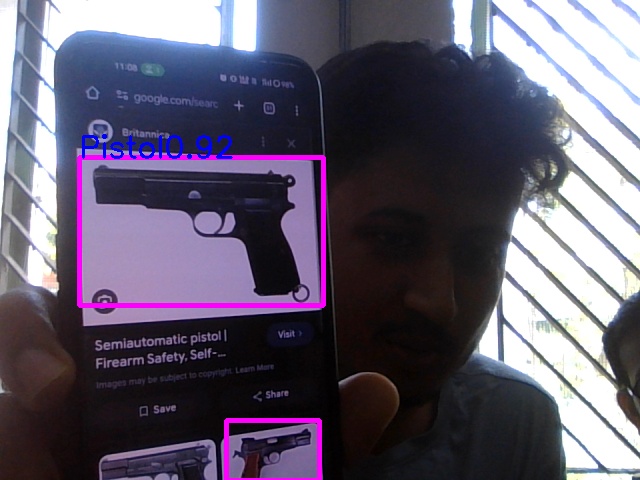 11:08
96%
google.com/searc
Britannica
Pistol0.92
Semiautomatic pistol |
Firearm Safety, Self-...
Visit >
Images may be subject to copyright. Learn More
Save
Share